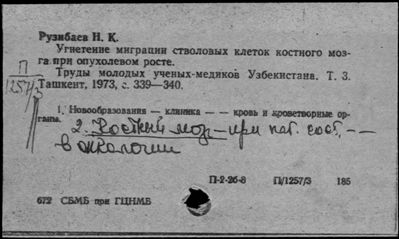 Рузибаев Н. К.
Угнетение миграции стволовых клеток костного моз-
га при опухолевом росте.
П
1257/3
Труды молодых ученых-медиков Узбекистана. Т. 3.
Ташкент, 1973, с. 339—340.
1. Новообразования — клиника — — кровь и кроветворные ор-
ганы.
2. Костный мозг — при пат. сост. — —
в онкологии
П-2-26-8 П/1257/3 185
672 СБМБ при ГЦНМБ